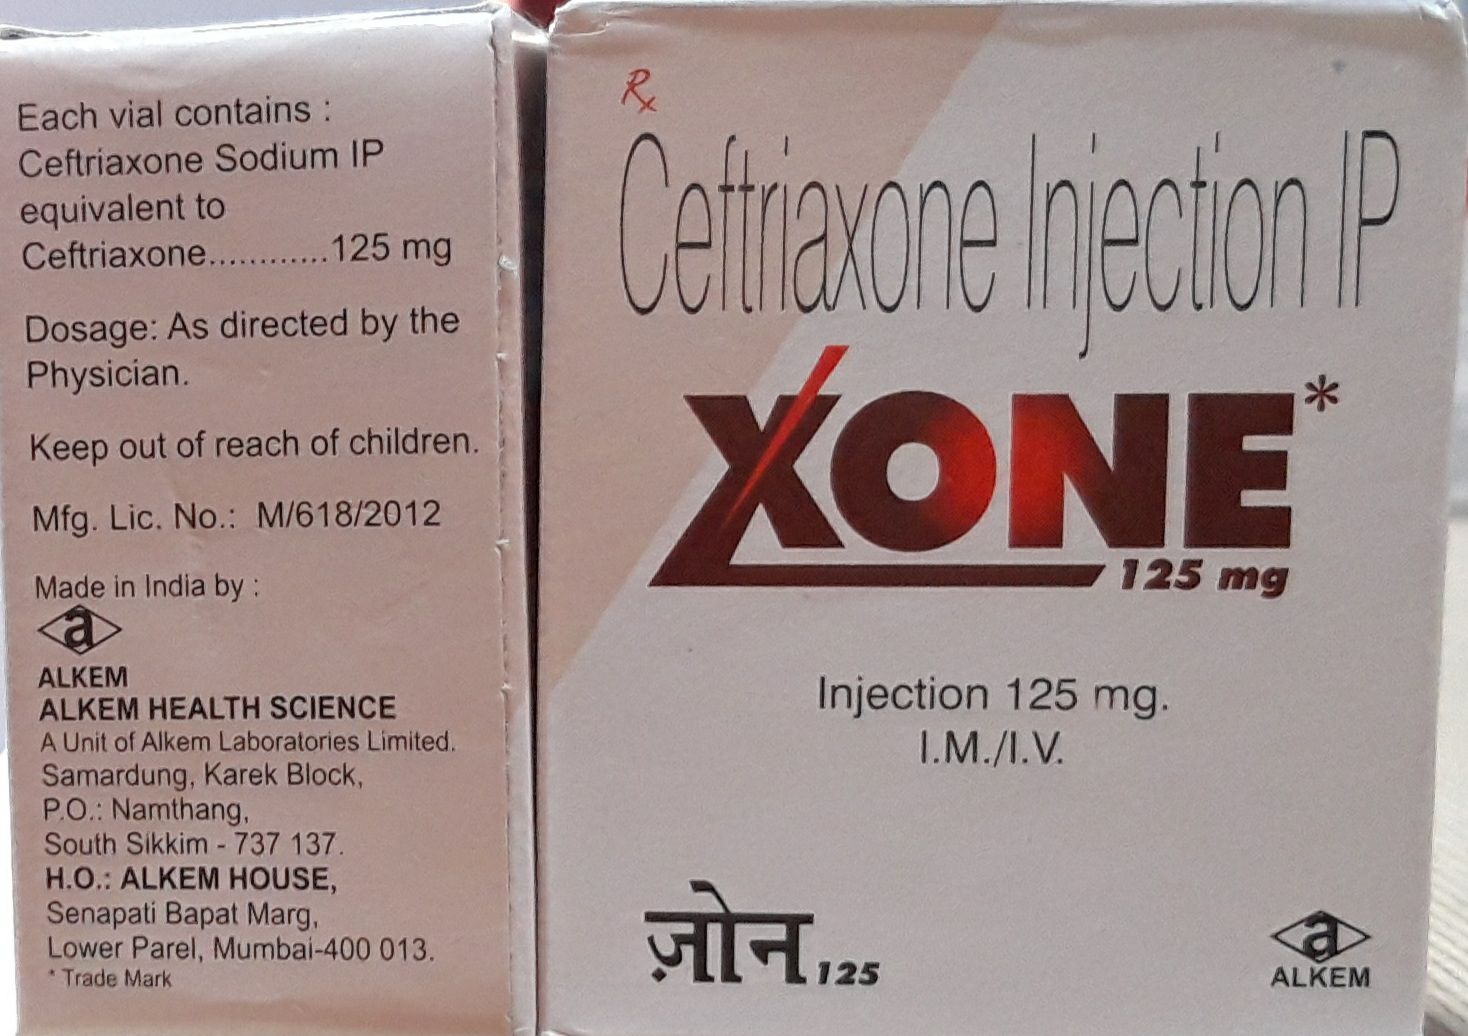 Each vial contains :
Ceftriaxone Sodium IP
equivalent to
Ceftriaxone............125 mg
Dosage: As directed by the
Physician.
Keep out of reach of children.
Mfg. Lic. No.: M/618/2012
Made in India by :
a
ALKEM
ALKEM HEALTH SCIENCE
A Unit of Alkem Laboratories Limited.
Samardung, Karek Block,
P.O.: Namthang,
South Sikkim - 737 137.
H.O.: ALKEM HOUSE,
Senapati Bapat Marg,
Lower Parel, Mumbai-400 013.
* Trade Mark
Rx
Ceftriaxone Injection IP
XONE*
125 mg
Injection 125 mg.
I.M./I.V.
ज़ोन 125
a
ALKEM